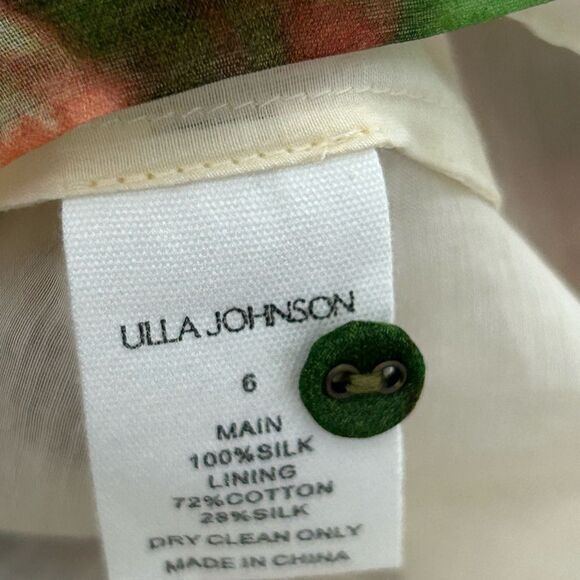 ULLA JOHNSON
6
MAIN
100%SILK
LINING
72%COTTON
28%SILK
DRY CLEAN ONLY
MADE IN CHINA